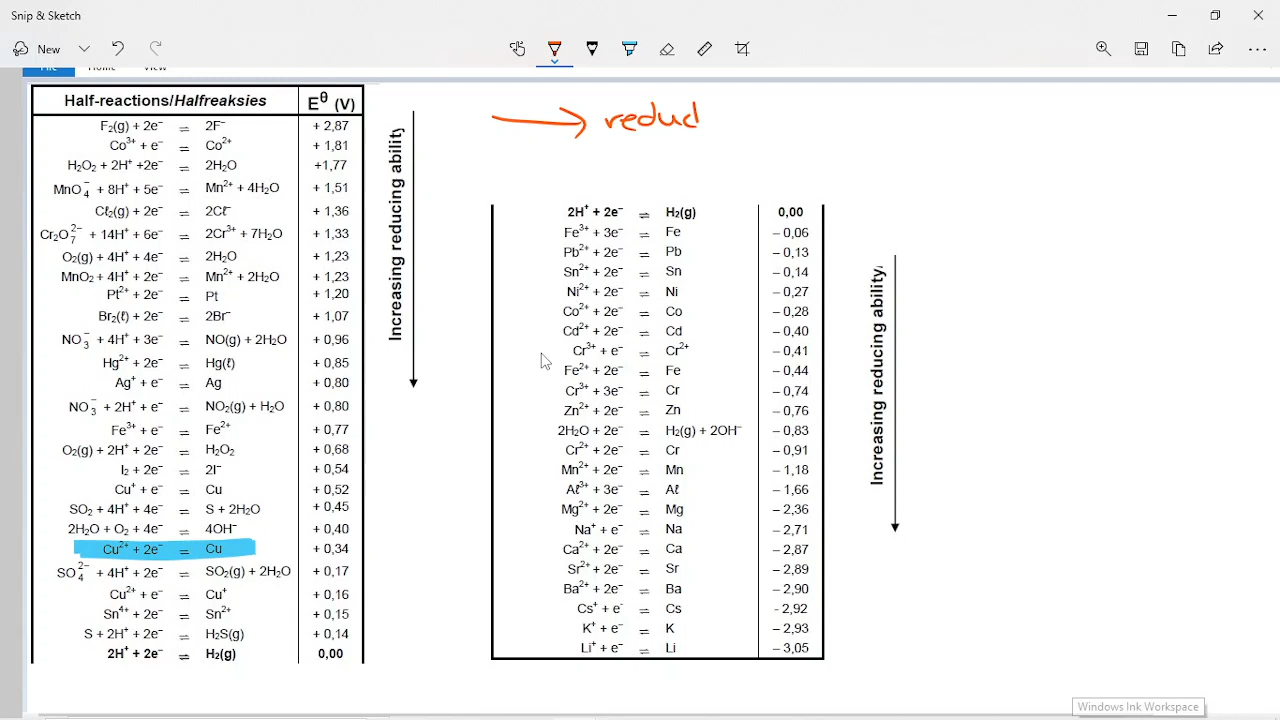 Snip & Sketch
New
File Home View
Half-reactions/Halfreaksies Eθ (V)
F₂(g) + 2e⁻ ⇌ 2F⁻ + 2,87
Co³⁺ + e⁻ ⇌ Co²⁺ + 1,81
H₂O₂ + 2H⁺ +2e⁻ ⇌ 2H₂O +1,77
MnO₄⁻ + 8H⁺ + 5e⁻ ⇌ Mn²⁺ + 4H₂O + 1,51
Cℓ₂(g) + 2e⁻ ⇌ 2Cℓ⁻ + 1,36
Cr₂O₇²⁻ + 14H⁺ + 6e⁻ ⇌ 2Cr³⁺ + 7H₂O + 1,33
O₂(g) + 4H⁺ + 4e⁻ ⇌ 2H₂O + 1,23
MnO₂ + 4H⁺ + 2e⁻ ⇌ Mn²⁺ + 2H₂O + 1,23
Pt²⁺ + 2e⁻ ⇌ Pt + 1,20
Br₂(ℓ) + 2e⁻ ⇌ 2Br⁻ + 1,07
NO₃⁻ + 4H⁺ + 3e⁻ ⇌ NO(g) + 2H₂O + 0,96
Hg²⁺ + 2e⁻ ⇌ Hg(ℓ) + 0,85
Ag⁺ + e⁻ ⇌ Ag + 0,80
NO₃⁻ + 2H⁺ + e⁻ ⇌ NO₂(g) + H₂O + 0,80
Fe³⁺ + e⁻ ⇌ Fe²⁺ + 0,77
O₂(g) + 2H⁺ + 2e⁻ ⇌ H₂O₂ + 0,68
I₂ + 2e⁻ ⇌ 2I⁻ + 0,54
Cu⁺ + e⁻ ⇌ Cu + 0,52
SO₂ + 4H⁺ + 4e⁻ ⇌ S + 2H₂O + 0,45
2H₂O + O₂ + 4e⁻ ⇌ 4OH⁻ + 0,40
Cu²⁺ + 2e⁻ ⇌ Cu + 0,34
SO₄²⁻ + 4H⁺ + 2e⁻ ⇌ SO₂(g) + 2H₂O + 0,17
Cu²⁺ + e⁻ ⇌ Cu⁺ + 0,16
Sn⁴⁺ + 2e⁻ ⇌ Sn²⁺ + 0,15
S + 2H⁺ + 2e⁻ ⇌ H₂S(g) + 0,14
2H⁺ + 2e⁻ ⇌ H₂(g) 0,00
Increasing reducing ability
reduc
2H⁺ + 2e⁻ ⇌ H₂(g) 0,00
Fe³⁺ + 3e⁻ ⇌ Fe – 0,06
Pb²⁺ + 2e⁻ ⇌ Pb – 0,13
Sn²⁺ + 2e⁻ ⇌ Sn – 0,14
Ni²⁺ + 2e⁻ ⇌ Ni – 0,27
Co²⁺ + 2e⁻ ⇌ Co – 0,28
Cd²⁺ + 2e⁻ ⇌ Cd – 0,40
Cr³⁺ + e⁻ ⇌ Cr²⁺ – 0,41
Fe²⁺ + 2e⁻ ⇌ Fe – 0,44
Cr³⁺ + 3e⁻ ⇌ Cr – 0,74
Zn²⁺ + 2e⁻ ⇌ Zn – 0,76
2H₂O + 2e⁻ ⇌ H₂(g) + 2OH⁻ – 0,83
Cr²⁺ + 2e⁻ ⇌ Cr – 0,91
Mn²⁺ + 2e⁻ ⇌ Mn – 1,18
Aℓ³⁺ + 3e⁻ ⇌ Aℓ – 1,66
Mg²⁺ + 2e⁻ ⇌ Mg – 2,36
Na⁺ + e⁻ ⇌ Na – 2,71
Ca²⁺ + 2e⁻ ⇌ Ca – 2,87
Sr²⁺ + 2e⁻ ⇌ Sr – 2,89
Ba²⁺ + 2e⁻ ⇌ Ba – 2,90
Cs⁺ + e⁻ ⇌ Cs - 2,92
K⁺ + e⁻ ⇌ K – 2,93
Li⁺ + e⁻ ⇌ Li – 3,05
Increasing reducing ability
Windows Ink Workspace